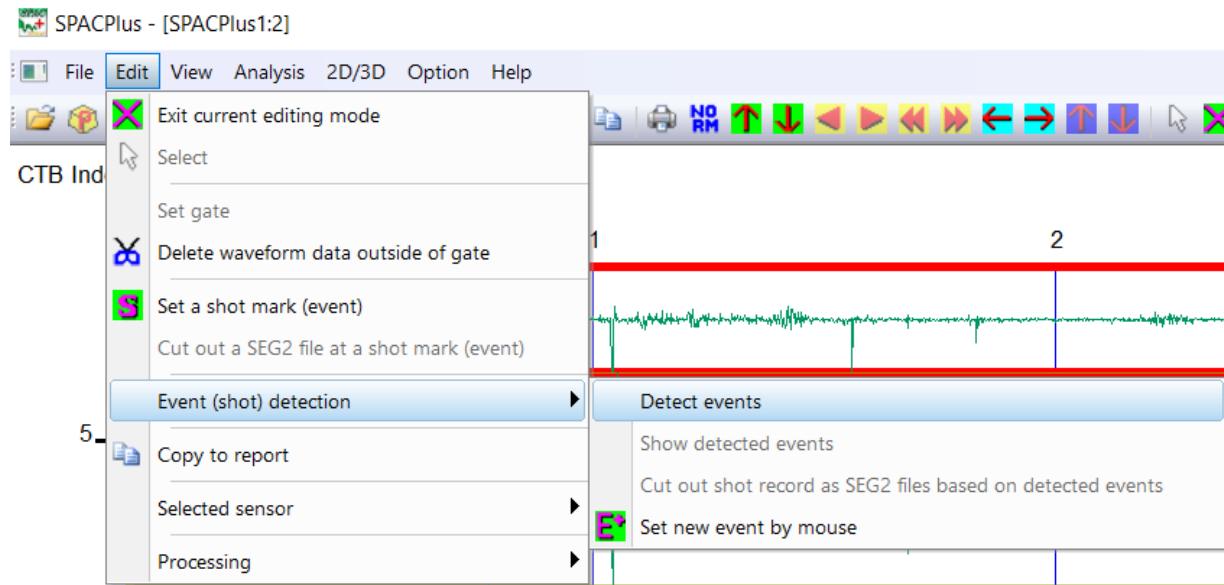 SPACPlus - [SPACPlus1:2]
File Edit View Analysis 2D/3D Option Help
NO
RM
Exit current editing mode
Select
CTB Ind
Set gate
Delete waveform data outside of gate
1 2
S Set a shot mark (event)
Cut out a SEG2 file at a shot mark (event)
Event (shot) detection
Detect events
5
Show detected events
Copy to report
Cut out shot record as SEG2 files based on detected events
Selected sensor
E+ Set new event by mouse
Processing